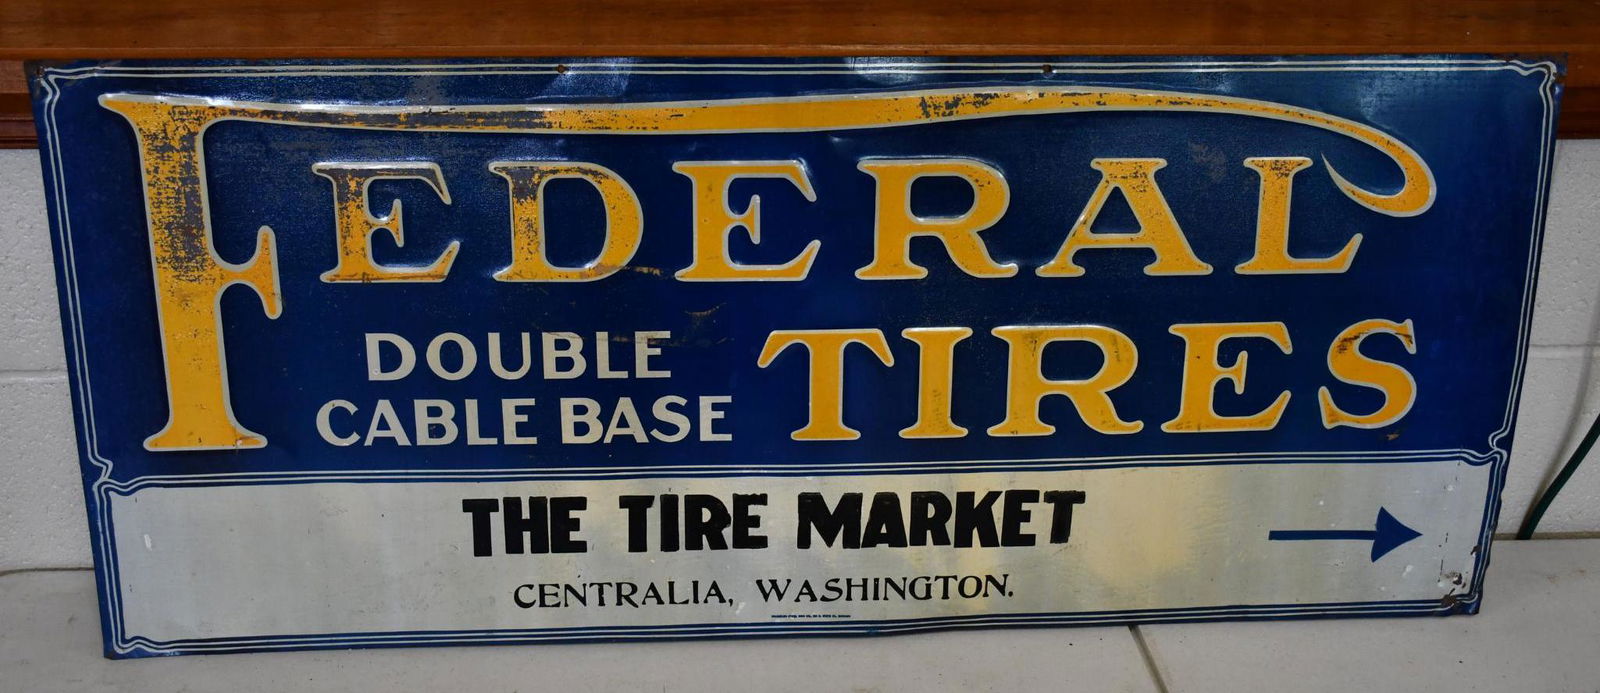 FEDERAL
DOUBLE
CABLE BASE
TIRES
THE TIRE MARKET
CENTRALIA, WASHINGTON.